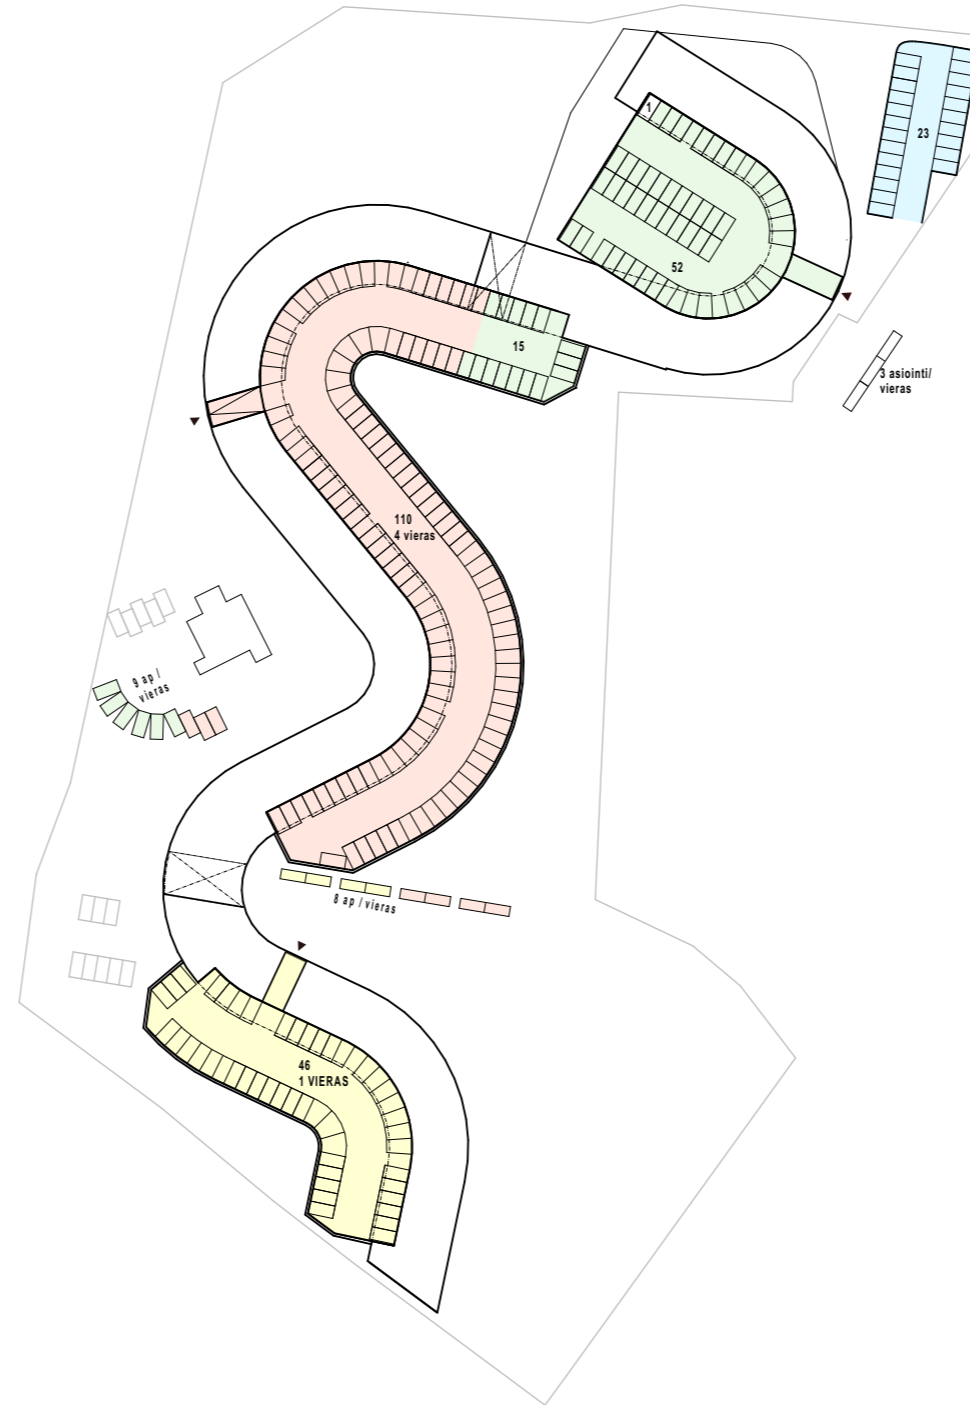 1
23
52
15
3 asiointi/
vieras
110
4 vieras
9 ap /
vieras
8 ap / vieras
46
1 VIERAS